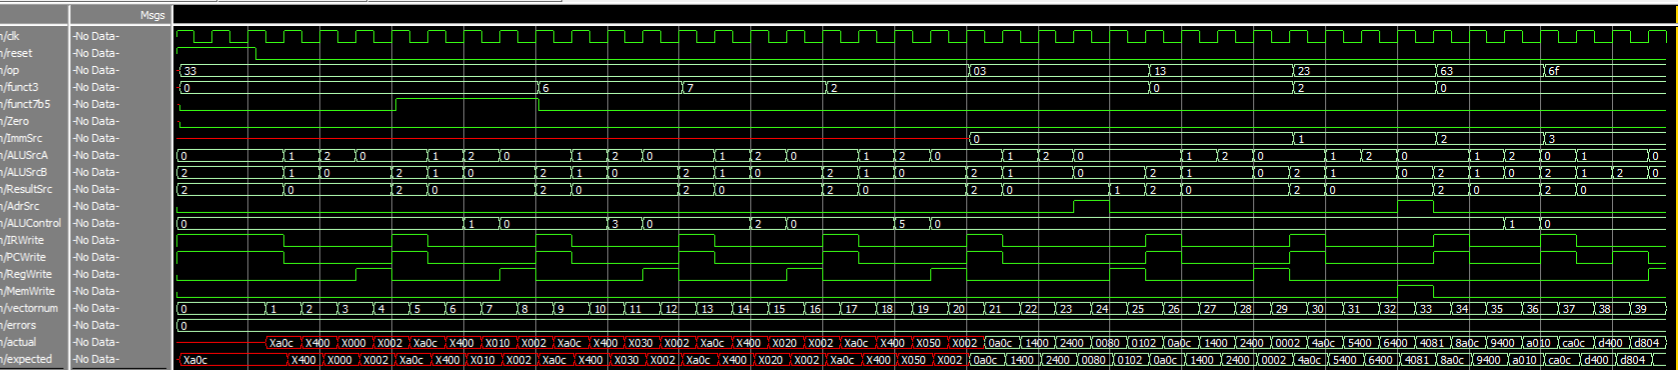 Msgs
n/clk -No Data-
n/reset -No Data-
n/op -No Data- 33 03 13 23 63 6f
n/funct3 -No Data- 0 6 7 2 0 2 0
n/funct7b5 -No Data-
n/Zero -No Data-
n/ImmSrc -No Data- 0 1 2 3
n/ALUSrcA -No Data- 0 1 2 0 1 2 0 1 2 0 1 2 0 1 2 0 1 2 0 1 2 0 1 2 0 1 2 0 1 0
n/ALUSrcB -No Data- 2 1 0 2 1 0 2 1 0 2 1 0 2 1 0 2 1 0 2 1 0 2 1 0 2 1 0 2 1 2 0
n/ResultSrc -No Data- 2 0 2 0 2 0 2 0 2 0 2 0 1 2 0 2 0 2 0 2 0
n/AdrSrc -No Data-
n/ALUControl -No Data- 0 1 0 3 0 2 0 5 0 1 0
n/IRWrite -No Data-
n/PCWrite -No Data-
n/RegWrite -No Data-
n/MemWrite -No Data-
n/vectornum -No Data- 0 1 2 3 4 5 6 7 8 9 10 11 12 13 14 15 16 17 18 19 20 21 22 23 24 25 26 27 28 29 30 31 32 33 34 35 36 37 38 39
n/errors -No Data- 0
n/actual -No Data- Xa0c X400 X000 X002 Xa0c X400 X010 X002 Xa0c X400 X030 X002 Xa0c X400 X020 X002 Xa0c X400 X050 X002 0a0c 1400 2400 0080 0102 0a0c 1400 2400 0002 4a0c 5400 6400 4081 8a0c 9400 a010 ca0c d400 d804
n/expected -No Data- Xa0c X400 X000 X002 Xa0c X400 X010 X002 Xa0c X400 X030 X002 Xa0c X400 X020 X002 Xa0c X400 X050 X002 0a0c 1400 2400 0080 0102 0a0c 1400 2400 0002 4a0c 5400 6400 4081 8a0c 9400 a010 ca0c d400 d804